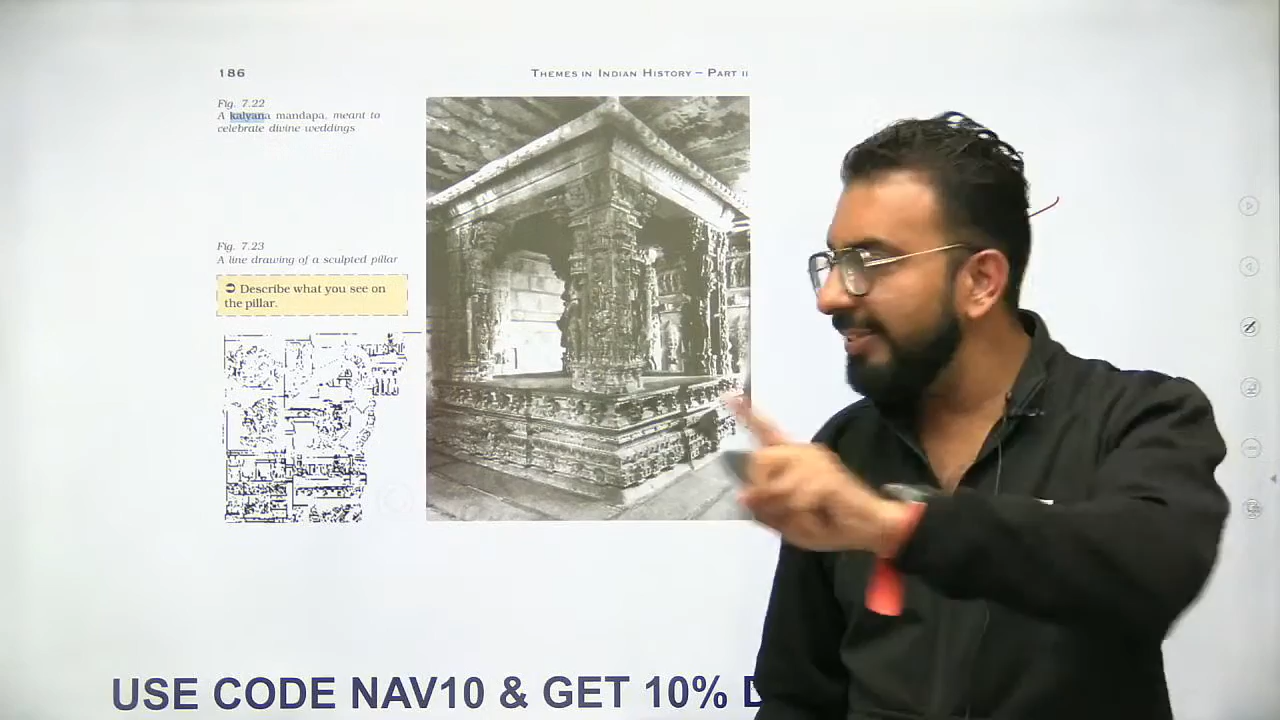 186
THEMES IN INDIAN HISTORY – PART II
Fig. 7.22
A kalyana mandapa, meant to
celebrate divine weddings
Fig. 7.23
A line drawing of a sculpted pillar
➲ Describe what you see on
the pillar.
USE CODE NAV10 & GET 10%